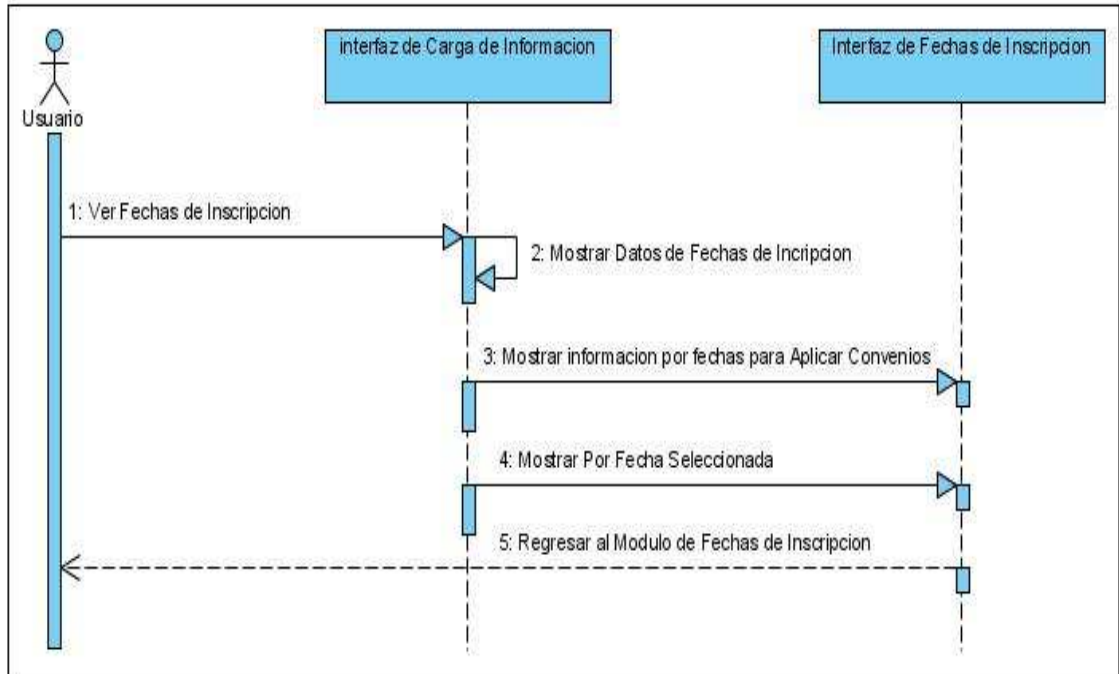 interfaz de Carga de Informacion
Interfaz de Fechas de Inscripcion
Usuario
1: Ver Fechas de Inscripcion
2: Mostrar Datos de Fechas de Incripcion
3: Mostrar informacion por fechas para Aplicar Convenios
4: Mostrar Por Fecha Seleccionada
5: Regresar al Modulo de Fechas de Inscripcion